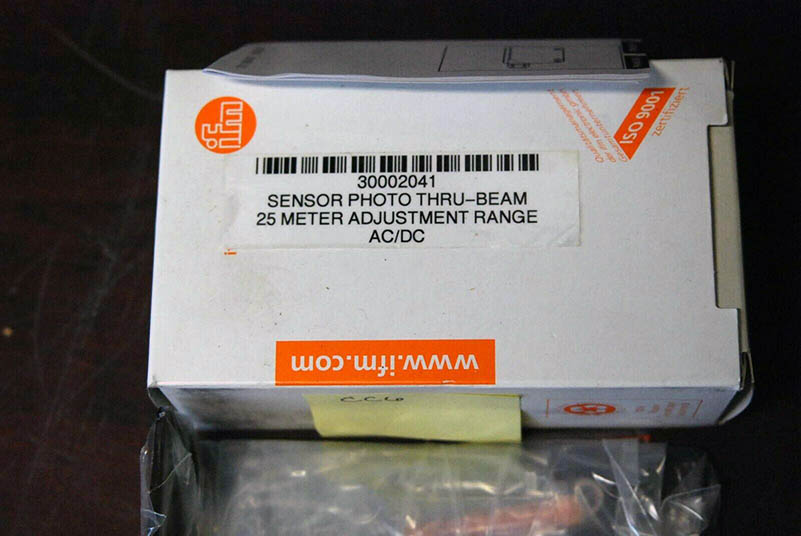 ifm
ISO 9001
zertifiziert
30002041
SENSOR PHOTO THRU-BEAM
25 METER ADJUSTMENT RANGE
AC/DC
www.ifm.com